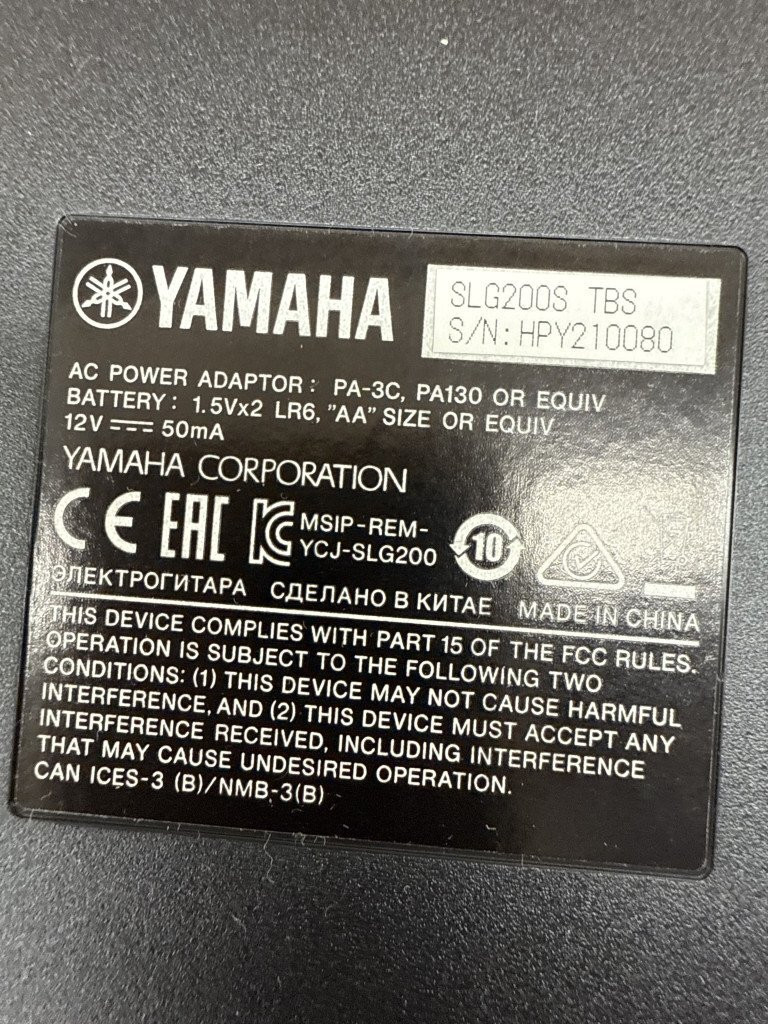 YAMAHA
SLG200S TBS
S/N: HPY210080
AC POWER ADAPTOR : PA-3C, PA130 OR EQUIV
BATTERY : 1.5Vx2 LR6, "AA" SIZE OR EQUIV
12V ⎓ 50mA
YAMAHA CORPORATION
CE EAC KC MSIP-REM-
YCJ-SLG200
10
ЭЛЕКТРОГИТАРА СДЕЛАНО В КИТАЕ MADE IN CHINA
THIS DEVICE COMPLIES WITH PART 15 OF THE FCC RULES.
OPERATION IS SUBJECT TO THE FOLLOWING TWO
CONDITIONS: (1) THIS DEVICE MAY NOT CAUSE HARMFUL
INTERFERENCE, AND (2) THIS DEVICE MUST ACCEPT ANY
INTERFERENCE RECEIVED, INCLUDING INTERFERENCE
THAT MAY CAUSE UNDESIRED OPERATION.
CAN ICES-3 (B)/NMB-3(B)